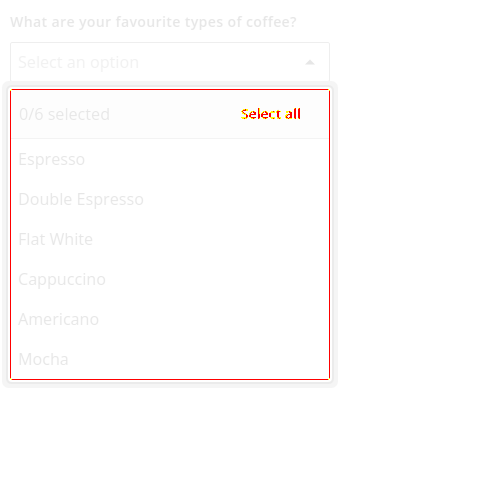 What are your favourite types of coffee?
Select an option
0/6 selected Select all
Espresso
Double Espresso
Flat White
Cappuccino
Americano
Mocha